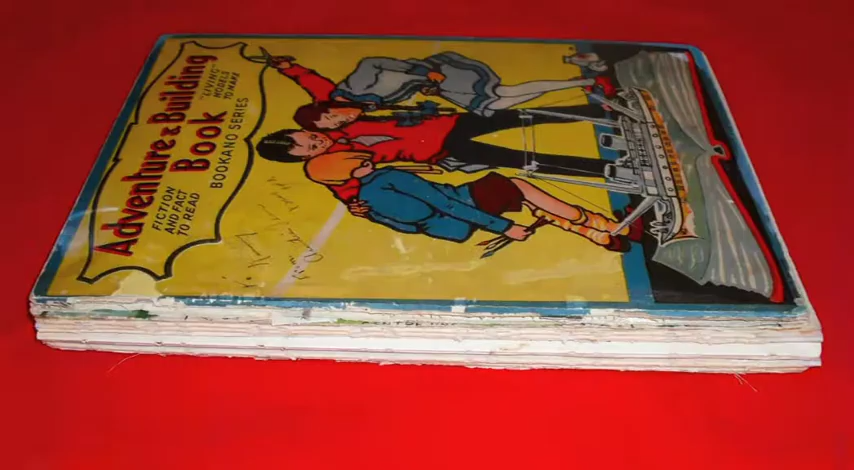 Adventure & Building
Book
FICTION
AND FACT
TO READ
"LIVING"
MODELS
TO MAKE
BOOKANO SERIES